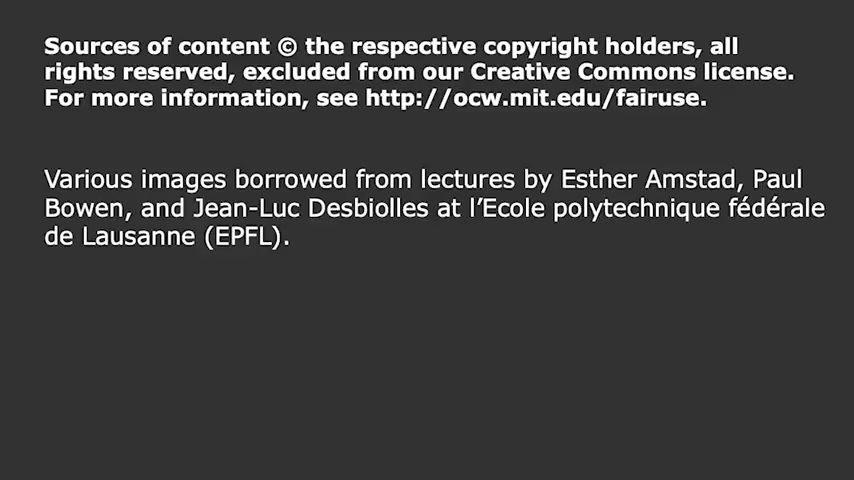 Sources of content © the respective copyright holders, all
rights reserved, excluded from our Creative Commons license.
For more information, see http://ocw.mit.edu/fairuse.
Various images borrowed from lectures by Esther Amstad, Paul
Bowen, and Jean-Luc Desbiolles at l’Ecole polytechnique fédérale
de Lausanne (EPFL).